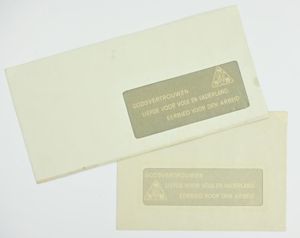 GODSVERTROUWEN
LIEFDE VOOR VOLK EN VADERLAND
EERBIED VOOR DEN ARBEID
GODSVERTROUWEN
LIEFDE VOOR VOLK EN VADERLAND
EERBIED VOOR DEN ARBEID